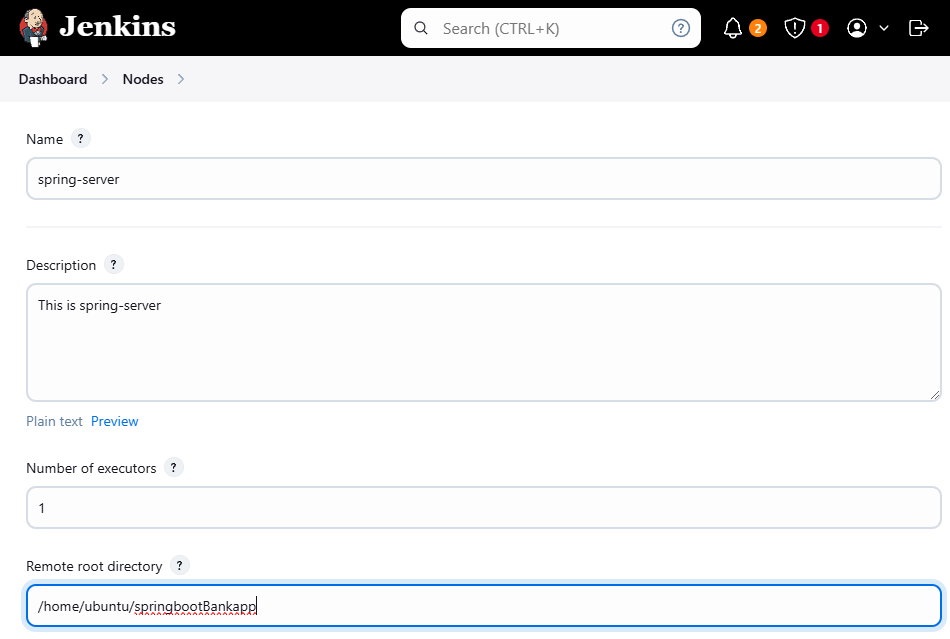 Jenkins Search (CTRL+K) ? 2 1
Dashboard > Nodes >
Name ?
spring-server
Description ?
This is spring-server
Plain text Preview
Number of executors ?
1
Remote root directory ?
/home/ubuntu/springbootBankapp